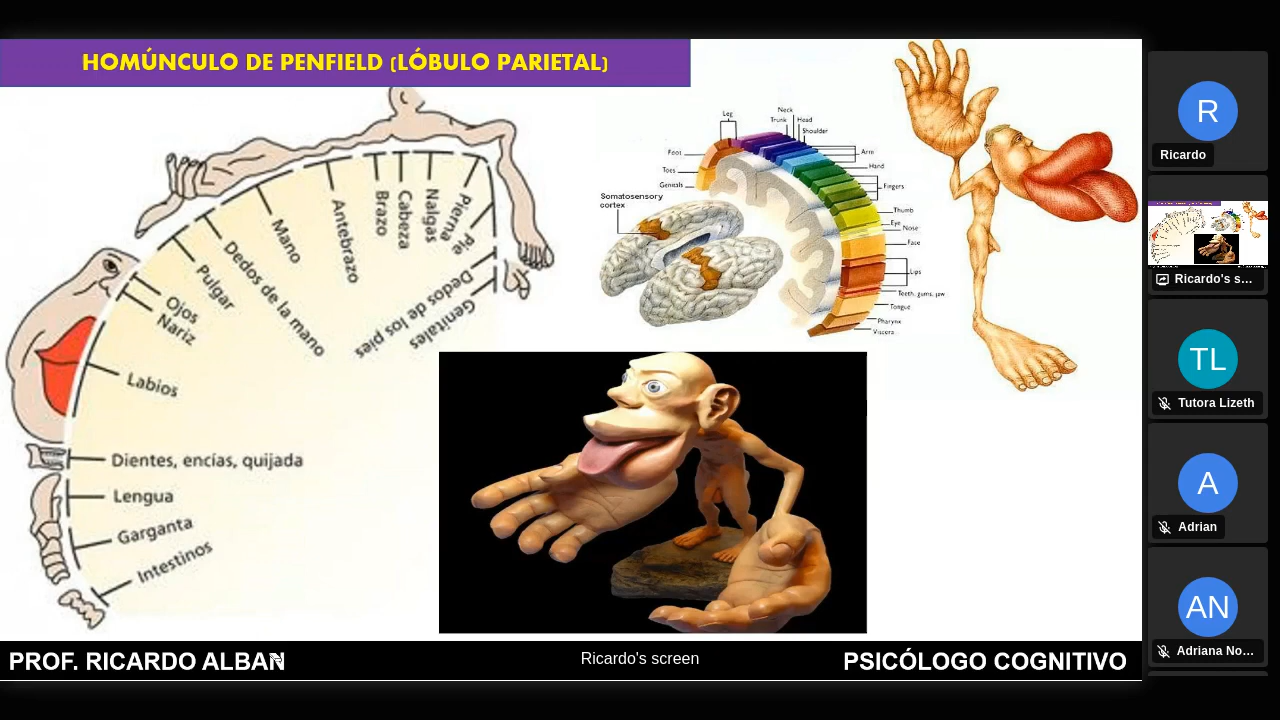 HOMÚNCULO DE PENFIELD (LÓBULO PARIETAL)
Pierna
Pie
Dedos de los pies
Genitales
Nalgas
Cabeza
Brazo
Antebrazo
Mano
Dedos de la mano
Pulgar
Ojos
Nariz
Labios
Dientes, encías, quijada
Lengua
Garganta
Intestinos
Somatosensory
cortex
Genitals
Toes
Foot
Leg
Trunk
Neck
Head
Shoulder
Arm
Hand
Fingers
Thumb
Eye
Nose
Face
Lips
Teeth, gums, jaw
Tongue
Pharynx
Viscera
PROF. RICARDO ALBAN
Ricardo's screen
PSICÓLOGO COGNITIVO
R
Ricardo
Ricardo's s...
TL
Tutora Lizeth
A
Adrian
AN
Adriana No...